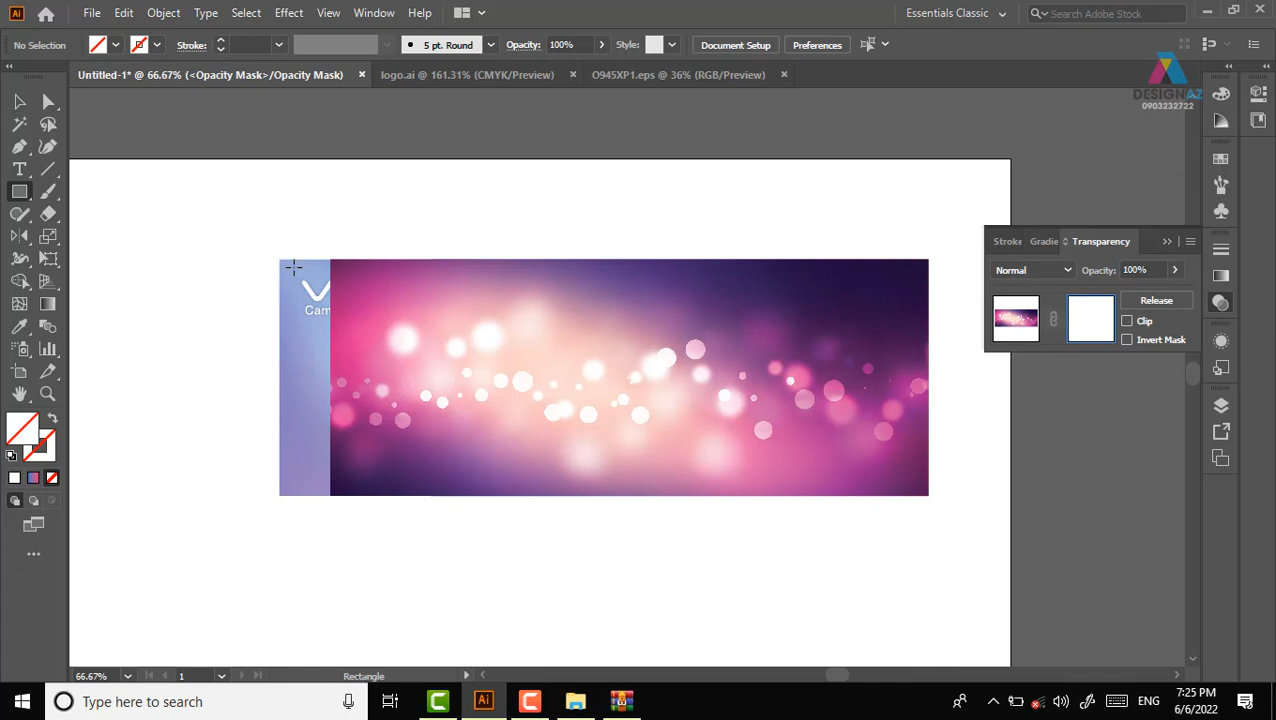 Ai File Edit Object Type Select Effect View Window Help Essentials Classic Search Adobe Stock
No Selection Stroke: 5 pt. Round Opacity: 100% Style: Document Setup Preferences
Untitled-1* @ 66.67% (<Opacity Mask>/Opacity Mask) × logo.ai @ 161.31% (CMYK/Preview) × O945XP1.eps @ 36% (RGB/Preview) ×
DESIGNAZ
0903232722
Stroke Gradie Transparency
Normal Opacity: 100%
Release
Clip
Invert Mask
Cam
66.67% 1 Rectangle
Type here to search Ai ENG 7:25 PM
6/6/2022